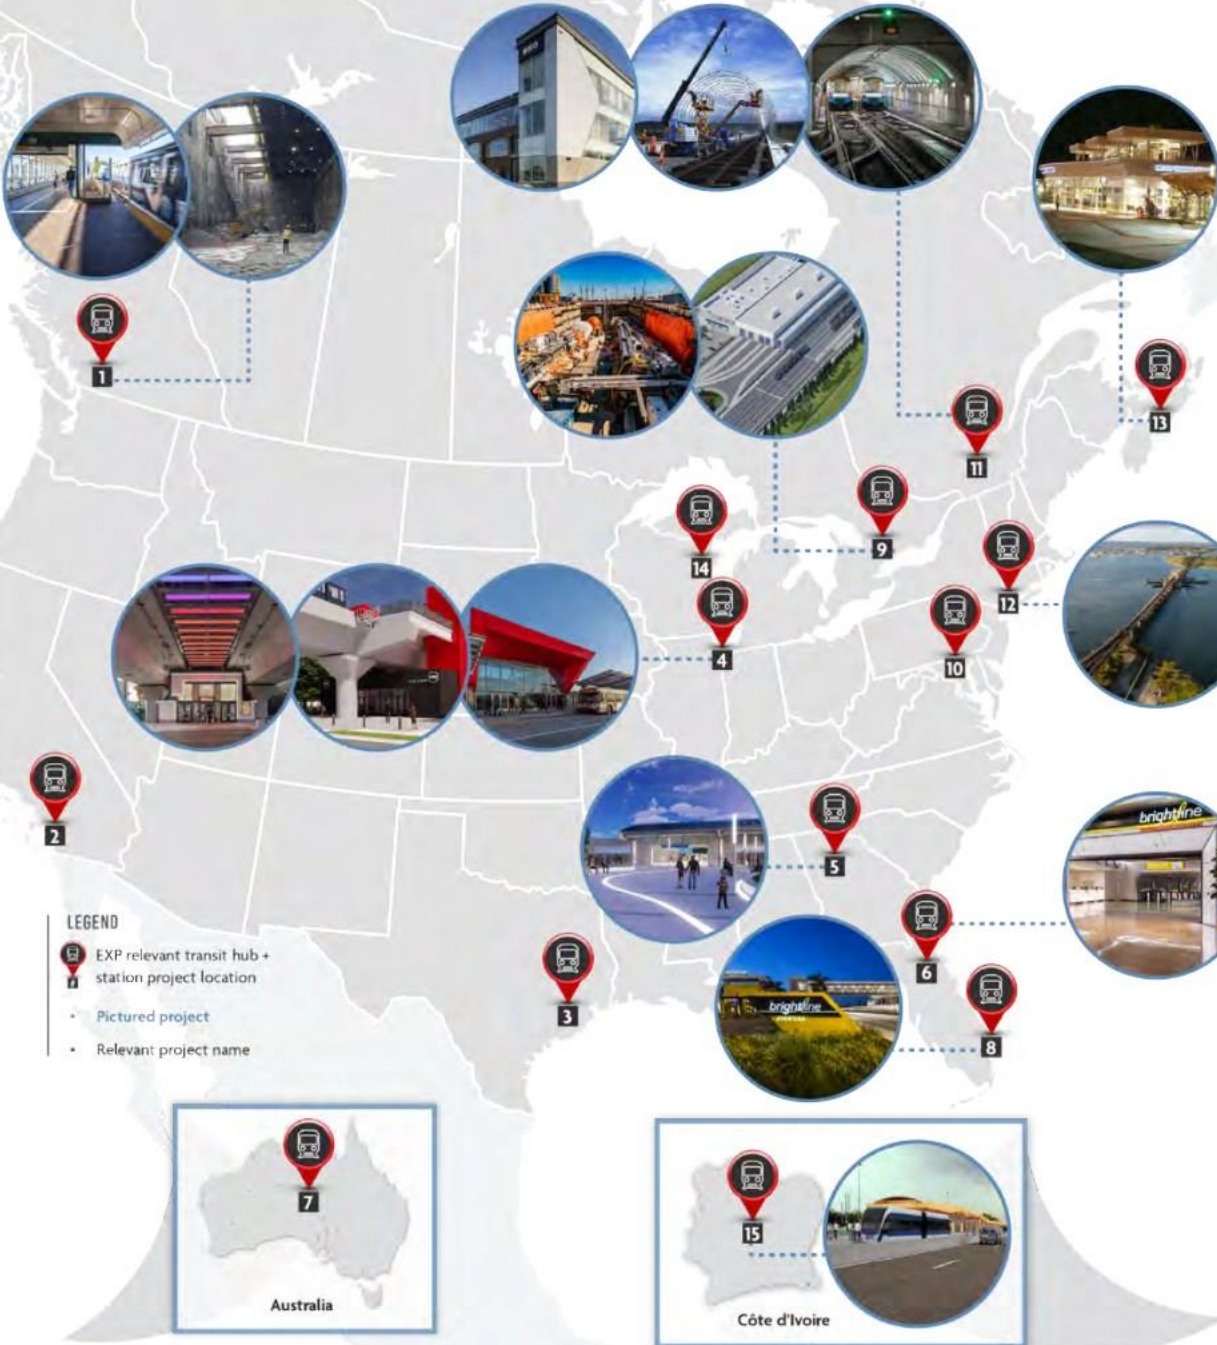 1
13
11
9
14
12
4
10
2
5
brightline
LEGEND
EXP relevant transit hub +
station project location
• Pictured project
• Relevant project name
3
6
brightline
8
7
Australia
15
Côte d'Ivoire